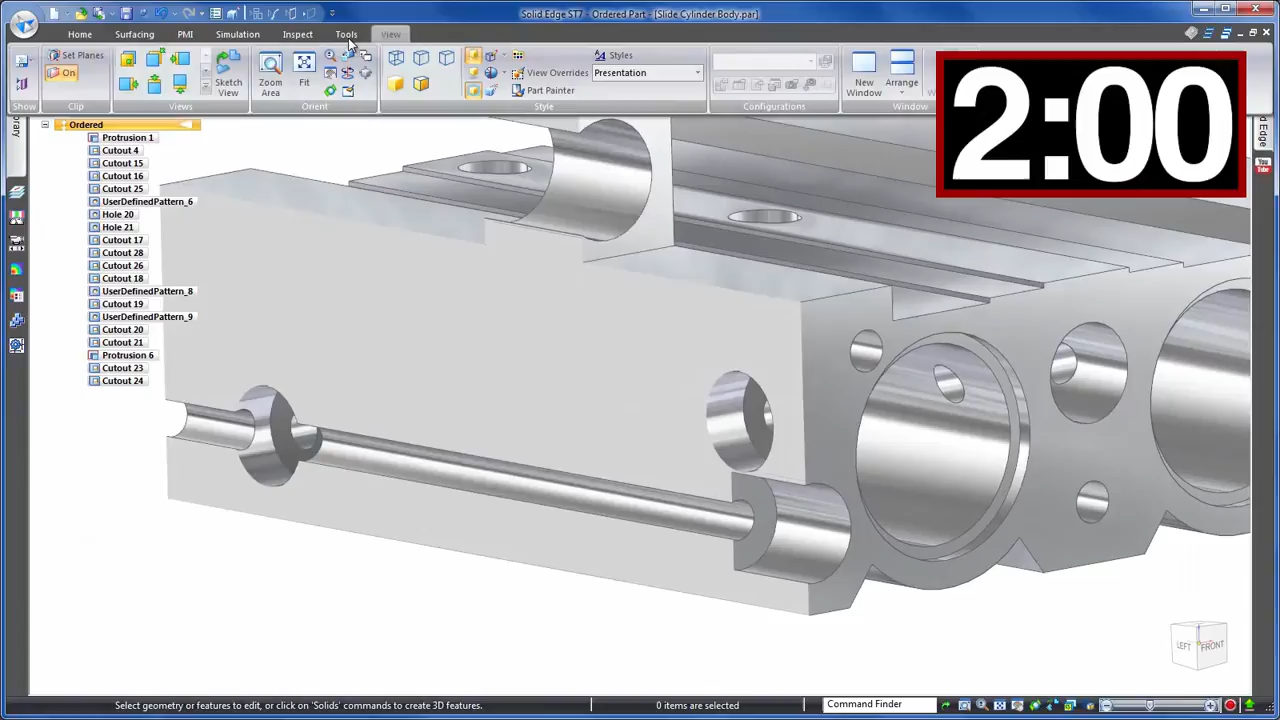 Solid Edge ST7 - Ordered Part - [Slide Cylinder Body.par]
Home
Surfacing
PMI
Simulation
Inspect
Tools
View
Set Planes
On
Sketch
View
Zoom
Area
Fit
Styles
View Overrides
Presentation
Part Painter
New
Window
Arrange
Show
Clip
Views
Orient
Style
Configurations
Window
2:00
Ordered
Protrusion 1
Cutout 4
Cutout 15
Cutout 16
Cutout 25
UserDefinedPattern_6
Hole 20
Hole 21
Cutout 17
Cutout 28
Cutout 26
Cutout 18
UserDefinedPattern_8
Cutout 19
UserDefinedPattern_9
Cutout 20
Cutout 21
Protrusion 6
Cutout 23
Cutout 24
LEFT
FRONT
Select geometry or features to edit, or click on 'Solids' commands to create 3D features.
0 items are selected
Command Finder